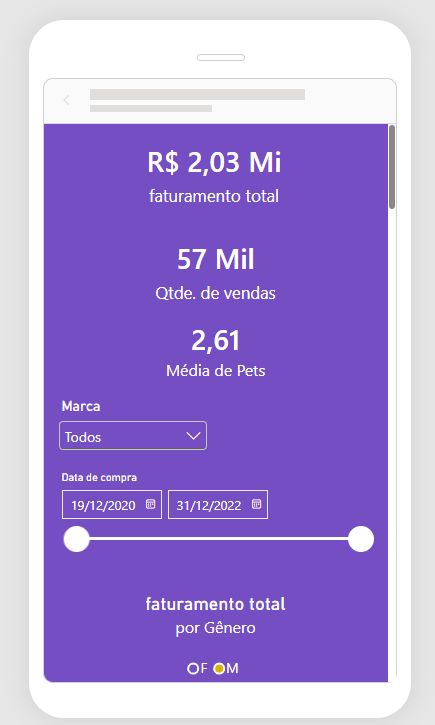 R$ 2,03 Mi
faturamento total
57 Mil
Qtde. de vendas
2,61
Média de Pets
Marca
Todos
Data de compra
19/12/2020 31/12/2022
faturamento total
por Gênero
F M